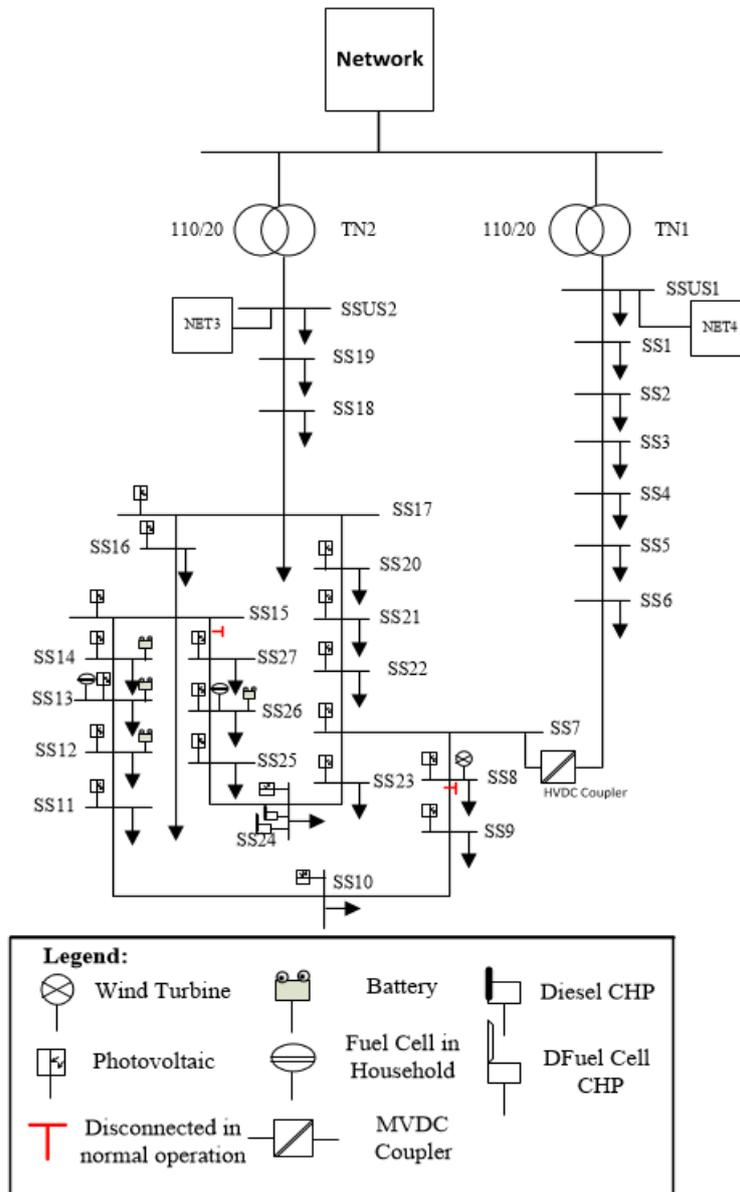 Network
110/20
TN2
110/20
TN1
SSUS1
NET3
SSUS2
NET4
SS1
SS19
SS2
SS18
SS3
SS4
SS17
SS16
SS5
SS20
SS6
SS15
SS21
SS14
SS27
SS22
SS13
SS26
SS7
SS12
SS25
SS23
SS8
HVDC Coupler
SS11
SS24
SS9
SS10
Legend:
Wind Turbine
Battery
Diesel CHP
Photovoltaic
Fuel Cell in
Household
DFuel Cell
CHP
Disconnected in
normal operation
MVDC
Coupler